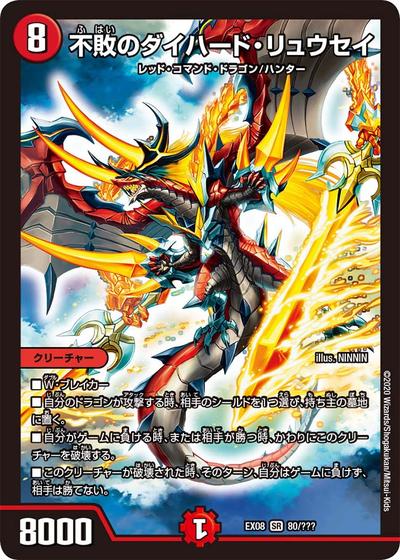 8
不敗のダイハード・リュウセイ
ふはい
レッド・コマンド・ドラゴン/ハンター
クリーチャー
illus. NINNIN
■W・ブレイカー
■自分のドラゴンが攻撃する時、相手のシールドを1つ選び、持ち主の墓地
に置く。
■自分がゲームに負ける時、または相手が勝つ時、かわりにこのクリー
チャーを破壊する。
■このクリーチャーが破壊された時、そのターン、自分はゲームに負けず、
相手は勝てない。
©2020 Wizards/Shogakukan/Mitsui-Kids
8000
EX08 SR 80/???